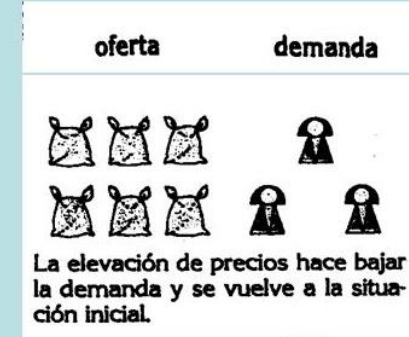 oferta demanda
La elevación de precios hace bajar
la demanda y se vuelve a la situa-
ción inicial.